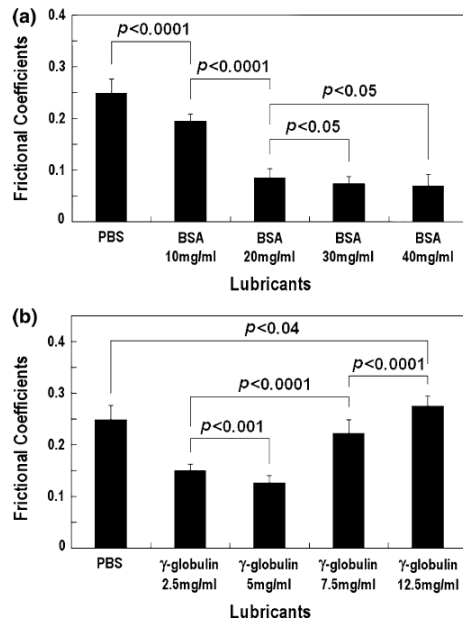 (a)
0.4
0.3
0.2
0.1
0
Frictional Coefficients
p<0.0001
p<0.0001
p<0.05
p<0.05
PBS
BSA 10mg/ml
BSA 20mg/ml
BSA 30mg/ml
BSA 40mg/ml
Lubricants
(b)
0.4
0.3
0.2
0.1
0
Frictional Coefficients
p<0.04
p<0.0001
p<0.0001
p<0.001
PBS
γ-globulin 2.5mg/ml
γ-globulin 5mg/ml
γ-globulin 7.5mg/ml
γ-globulin 12.5mg/ml
Lubricants